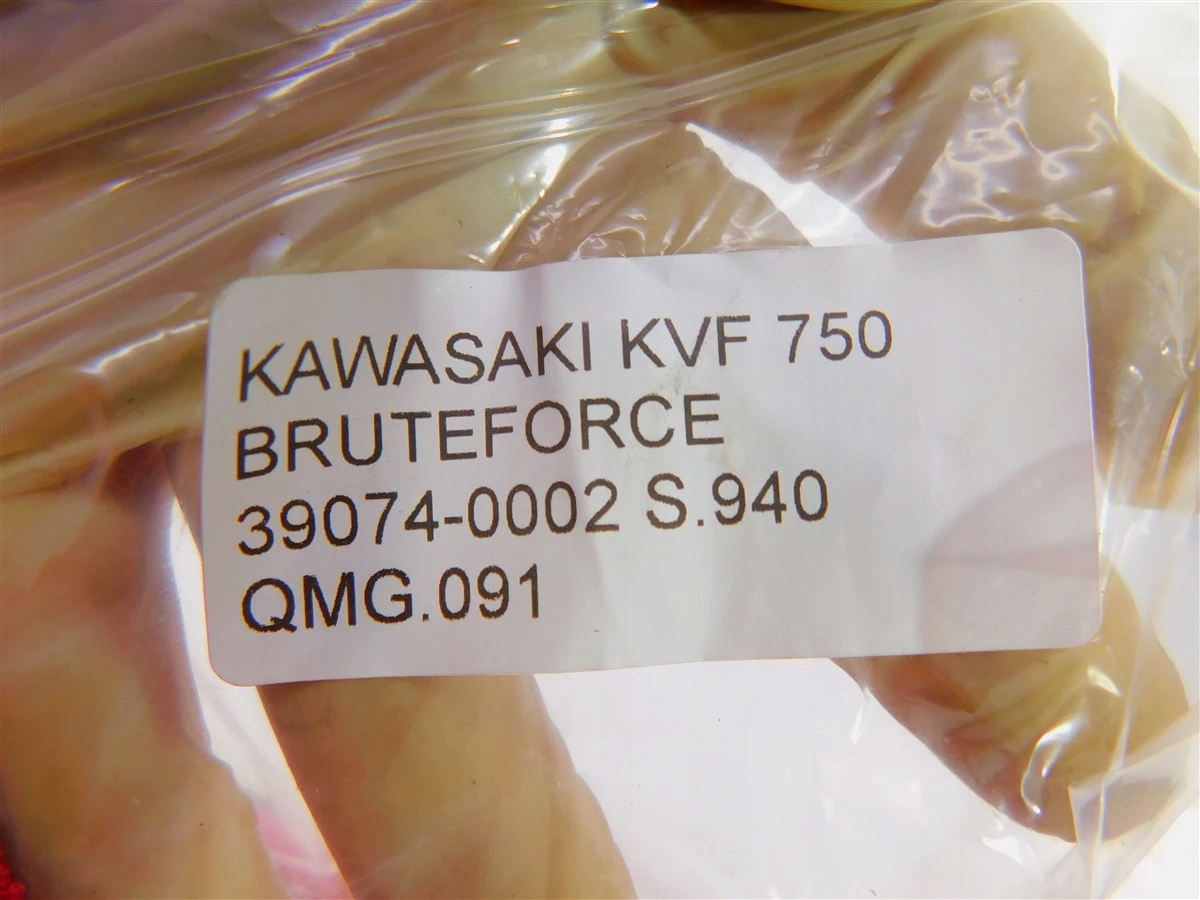 KAWASAKI KVF 750
BRUTEFORCE
39074-0002 S.940
QMG.091